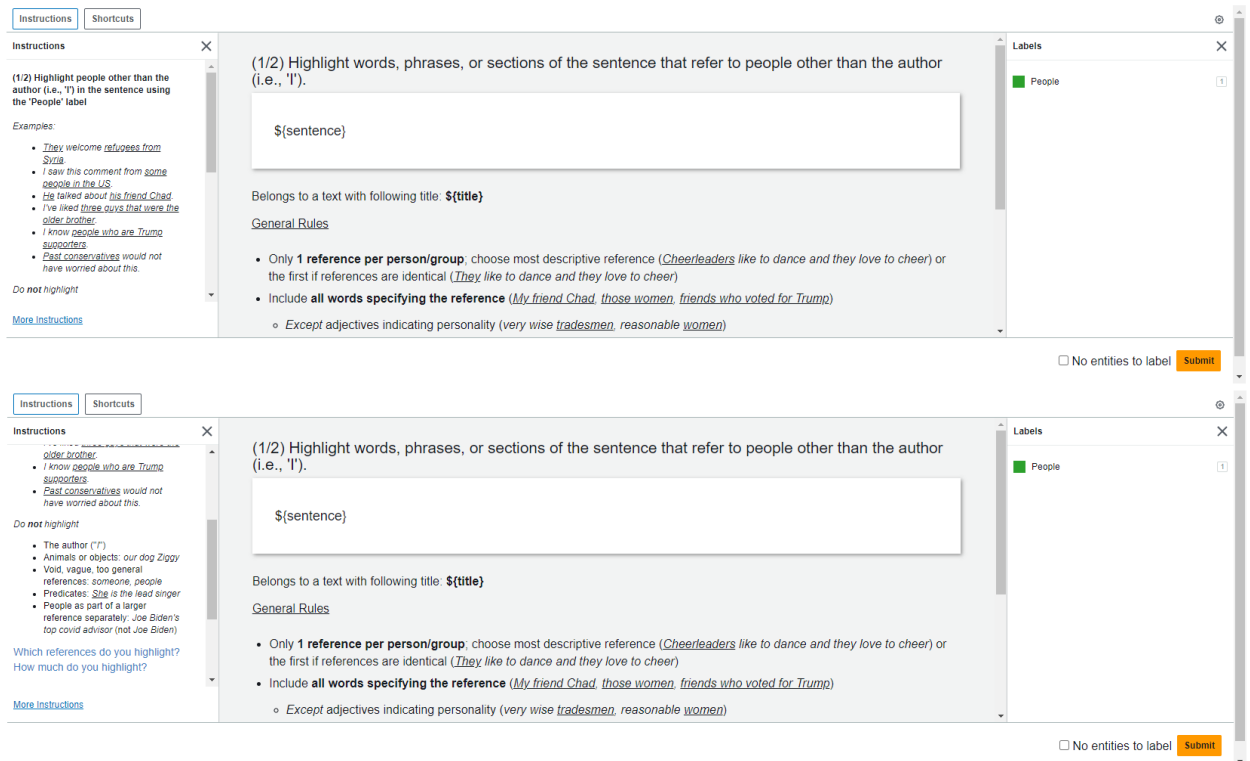 Instructions
Shortcuts
Instructions
(1/2) Highlight people other than the
author (i.e., 'I') in the sentence using
the 'People' label
Examples:
They welcome refugees from
Syria.
I saw this comment from some
people in the US.
He talked about his friend Chad.
I've liked three guys that were the
older brother.
I know people who are Trump
supporters.
Past conservatives would not
have worried about this.
Do not highlight
More Instructions
(1/2) Highlight words, phrases, or sections of the sentence that refer to people other than the author
(i.e., 'I').
${sentence}
Belongs to a text with following title: ${title}
General Rules
Only 1 reference per person/group; choose most descriptive reference (Cheerleaders like to dance and they love to cheer) or
the first if references are identical (They like to dance and they love to cheer)
Include all words specifying the reference (My friend Chad, those women, friends who voted for Trump)
Except adjectives indicating personality (very wise tradesmen, reasonable women)
Labels
People
1
No entities to label
Submit
Instructions
Shortcuts
Instructions
older brother.
I know people who are Trump
supporters.
Past conservatives would not
have worried about this.
Do not highlight
The author ("I")
Animals or objects: our dog Ziggy
Void, vague, too general
references: someone, people
Predicates: She is the lead singer
People as part of a larger
reference separately: Joe Biden's
top covid advisor (not Joe Biden)
Which references do you highlight?
How much do you highlight?
More Instructions
(1/2) Highlight words, phrases, or sections of the sentence that refer to people other than the author
(i.e., 'I').
${sentence}
Belongs to a text with following title: ${title}
General Rules
Only 1 reference per person/group; choose most descriptive reference (Cheerleaders like to dance and they love to cheer) or
the first if references are identical (They like to dance and they love to cheer)
Include all words specifying the reference (My friend Chad, those women, friends who voted for Trump)
Except adjectives indicating personality (very wise tradesmen, reasonable women)
Labels
People
1
No entities to label
Submit